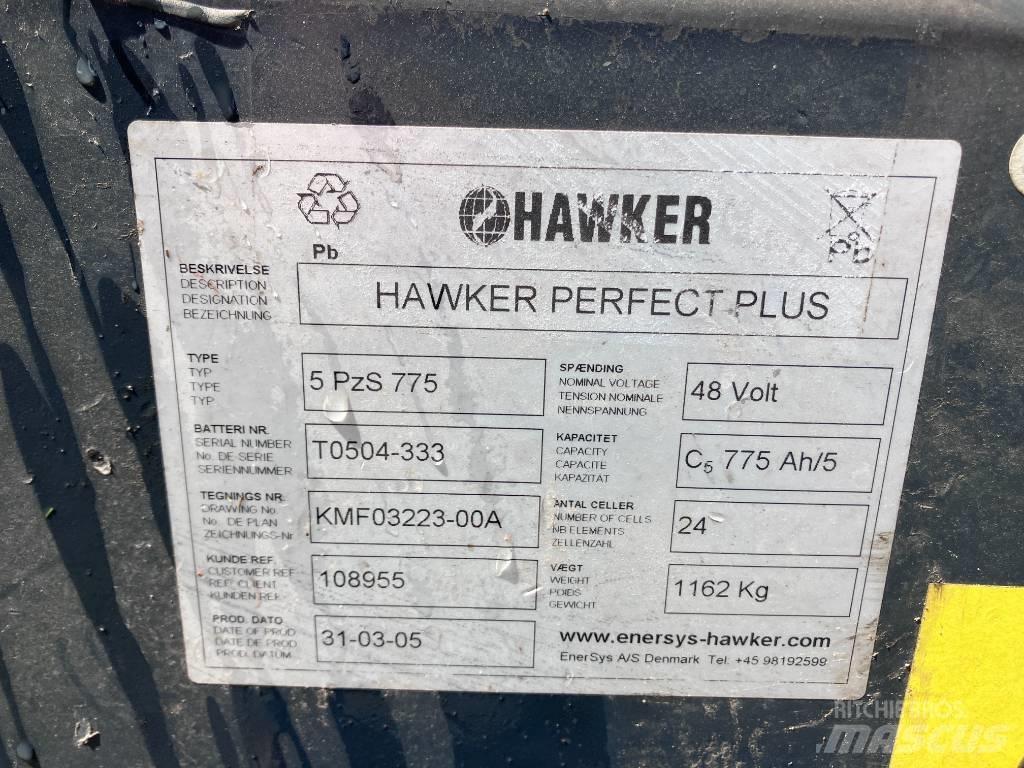 HAWKER
Pb
Pb
BESKRIVELSE
DESCRIPTION
DESIGNATION
BEZEICHNUNG
HAWKER PERFECT PLUS
TYPE
TYP
TYPE
TYP
5 PzS 775
SPÆNDING
NOMINAL VOLTAGE
TENSION NOMINALE
NENNSPANNUNG
48 Volt
BATTERI NR.
SERIAL NUMBER
No. DE SERIE
SERIENNUMMER
T0504-333
KAPACITET
CAPACITY
CAPACITE
KAPAZITAT
C5 775 Ah/5
TEGNINGS NR.
DRAWING No.
No. DE PLAN
ZEICHNUNGS-Nr
KMF03223-00A
ANTAL CELLER
NUMBER OF CELLS
NB ELEMENTS
ZELLENZAHL
24
KUNDE REF.
CUSTOMER REF
REF. CLIENT
KUNDEN REF.
108955
VÆGT
WEIGHT
POIDS
GEWICHT
1162 Kg
PROD. DATO
DATE OF PROD
DATE DE PROD
PROD. DATUM
31-03-05
www.enersys-hawker.com
EnerSys A/S Denmark Tel: +45 98192599
RITCHIE BROS.
MASCUS